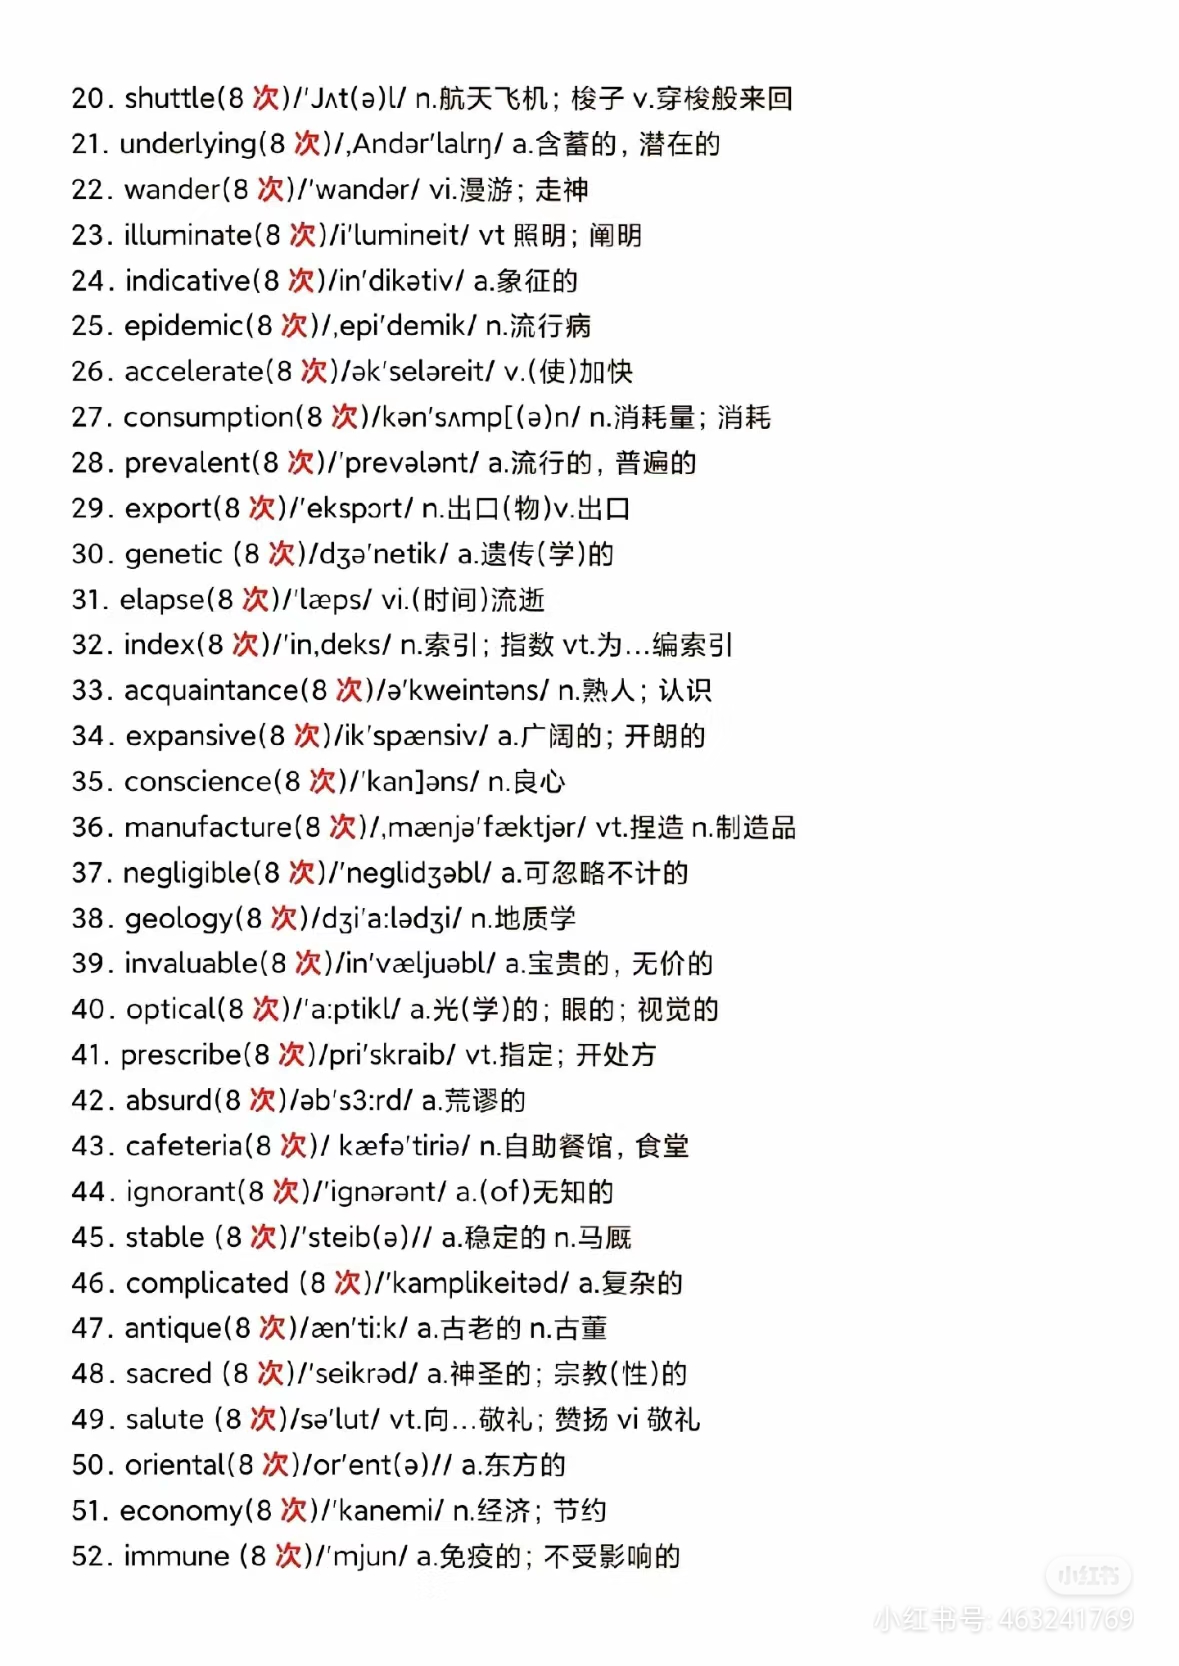 20. shuttle(8 次)/'Jʌt(ə)l/ n.航天飞机；梭子 v.穿梭般来回
21. underlying(8 次)/,Andər'lalrŋ/ a.含蓄的，潜在的
22. wander(8 次)/'wandər/ vi.漫游；走神
23. illuminate(8 次)/i'lumineit/ vt 照明；阐明
24. indicative(8 次)/in'dikətiv/ a.象征的
25. epidemic(8 次)/,epi'demik/ n.流行病
26. accelerate(8 次)/ək'seləreit/ v.(使)加快
27. consumption(8 次)/kən'sʌmp[(ə)n/ n.消耗量；消耗
28. prevalent(8 次)/'prevələnt/ a.流行的，普遍的
29. export(8 次)/'ekspɔrt/ n.出口(物)v.出口
30. genetic (8 次)/dʒə'netik/ a.遗传(学)的
31. elapse(8 次)/'læps/ vi.(时间)流逝
32. index(8 次)/'in,deks/ n.索引；指数 vt.为…编索引
33. acquaintance(8 次)/ə'kweintəns/ n.熟人；认识
34. expansive(8 次)/ik'spænsiv/ a.广阔的；开朗的
35. conscience(8 次)/'kan]əns/ n.良心
36. manufacture(8 次)/,mænjə'fæktjər/ vt.捏造 n.制造品
37. negligible(8 次)/'neglidʒəbl/ a.可忽略不计的
38. geology(8 次)/dʒi'a:lədʒi/ n.地质学
39. invaluable(8 次)/in'væljuəbl/ a.宝贵的，无价的
40. optical(8 次)/'a:ptikl/ a.光(学)的；眼的；视觉的
41. prescribe(8 次)/pri'skraib/ vt.指定；开处方
42. absurd(8 次)/əb's3:rd/ a.荒谬的
43. cafeteria(8 次)/ kæfə'tiriə/ n.自助餐馆，食堂
44. ignorant(8 次)/'ignərənt/ a.(of)无知的
45. stable (8 次)/'steib(ə)// a.稳定的 n.马厩
46. complicated (8 次)/'kamplikeitəd/ a.复杂的
47. antique(8 次)/æn'ti:k/ a.古老的 n.古董
48. sacred (8 次)/'seikrəd/ a.神圣的；宗教(性)的
49. salute (8 次)/sə'lut/ vt.向…敬礼；赞扬 vi 敬礼
50. oriental(8 次)/or'ent(ə)// a.东方的
51. economy(8 次)/'kanemi/ n.经济；节约
52. immune (8 次)/'mjun/ a.免疫的；不受影响的
小红书
小红书号: 463241769